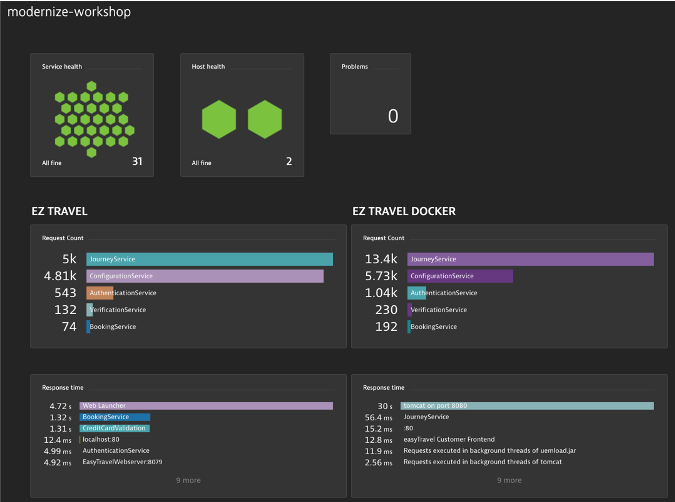 modernize-workshop
Service health
All fine 31
Host health
All fine 2
Problems
0
EZ TRAVEL
Request Count
5k JourneyService
4.81k ConfigurationService
543 AuthenticationService
132 VerificationService
74 BookingService
EZ TRAVEL DOCKER
Request Count
13.4k JourneyService
5.73k ConfigurationService
1.04k AuthenticationService
230 VerificationService
192 BookingService
Response time
4.72 s Web Launcher
1.32 s BookingService
1.31 s CreditCardValidation
12.4 ms localhost:80
4.99 ms AuthenticationService
4.92 ms EasyTravelWebserver:8079
9 more
Response time
30 s tomcat on port 8080
56.4 ms JourneyService
15.2 ms :80
12.8 ms easyTravel Customer Frontend
11.9 ms Requests executed in background threads of uemload.jar
2.56 ms Requests executed in background threads of tomcat
9 more